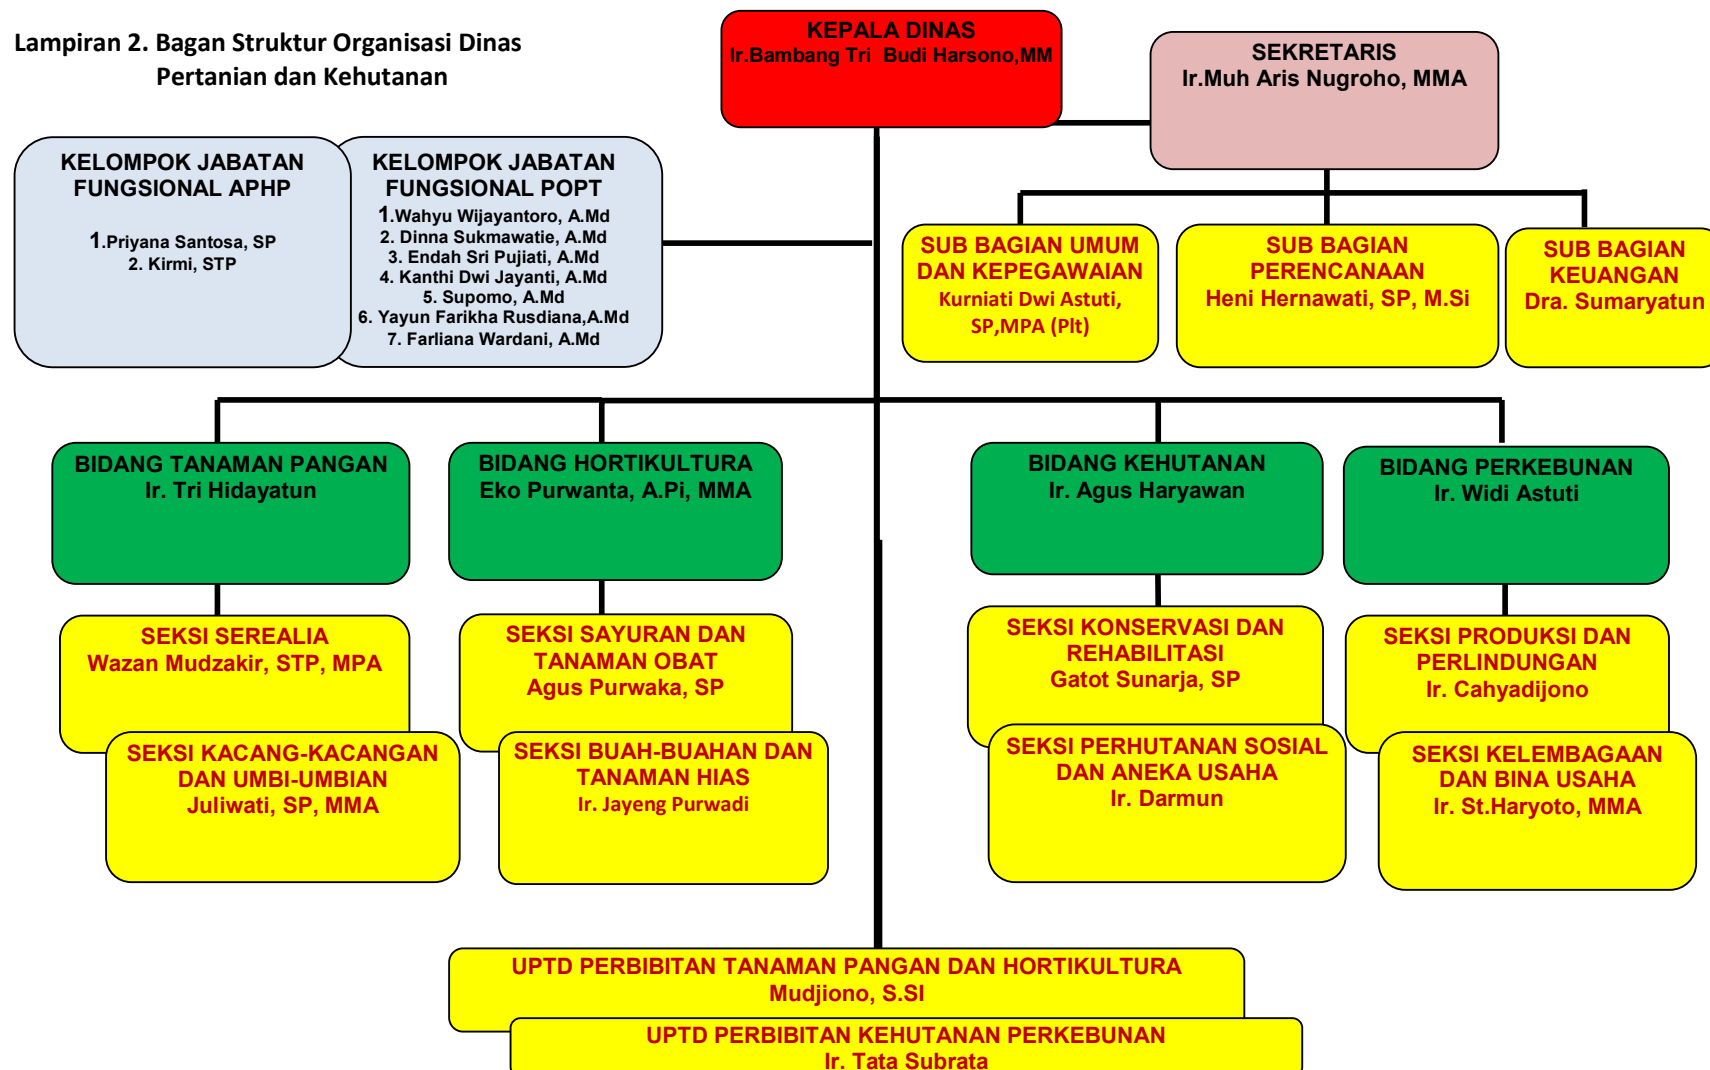 Lampiran 2. Bagan Struktur Organisasi Dinas
Pertanian dan Kehutanan
KEPALA DINAS
Ir.Bambang Tri Budi Harsono,MM
SEKRETARIS
Ir.Muh Aris Nugroho, MMA
KELOMPOK JABATAN
FUNGSIONAL APHP
1.Priyana Santosa, SP
2. Kirmi, STP
KELOMPOK JABATAN
FUNGSIONAL POPT
1.Wahyu Wijayantoro, A.Md
2. Dinna Sukmawatie, A.Md
3. Endah Sri Pujiati, A.Md
4. Kanthi Dwi Jayanti, A.Md
5. Supomo, A.Md
6. Yayun Farikha Rusdiana,A.Md
7. Farliana Wardani, A.Md
SUB BAGIAN UMUM
DAN KEPEGAWAIAN
Kurniati Dwi Astuti,
SP,MPA (Plt)
SUB BAGIAN
PERENCANAAN
Heni Hernawati, SP, M.Si
SUB BAGIAN
KEUANGAN
Dra. Sumaryatun
BIDANG TANAMAN PANGAN
Ir. Tri Hidayatun
BIDANG HORTIKULTURA
Eko Purwanta, A.Pi, MMA
BIDANG KEHUTANAN
Ir. Agus Haryawan
BIDANG PERKEBUNAN
Ir. Widi Astuti
SEKSI SEREALIA
Wazan Mudzakir, STP, MPA
SEKSI KACANG-KACANGAN
DAN UMBI-UMBIAN
Juliwati, SP, MMA
SEKSI SAYURAN DAN
TANAMAN OBAT
Agus Purwaka, SP
SEKSI BUAH-BUAHAN DAN
TANAMAN HIAS
Ir. Jayeng Purwadi
SEKSI KONSERVASI DAN
REHABILITASI
Gatot Sunarja, SP
SEKSI PERHUTANAN SOSIAL
DAN ANEKA USAHA
Ir. Darmun
SEKSI PRODUKSI DAN
PERLINDUNGAN
Ir. Cahyadijono
SEKSI KELEMBAGAAN
DAN BINA USAHA
Ir. St.Haryoto, MMA
UPTD PERBIBITAN TANAMAN PANGAN DAN HORTIKULTURA
Mudjiono, S.SI
UPTD PERBIBITAN KEHUTANAN PERKEBUNAN
Ir. Tata Subrata